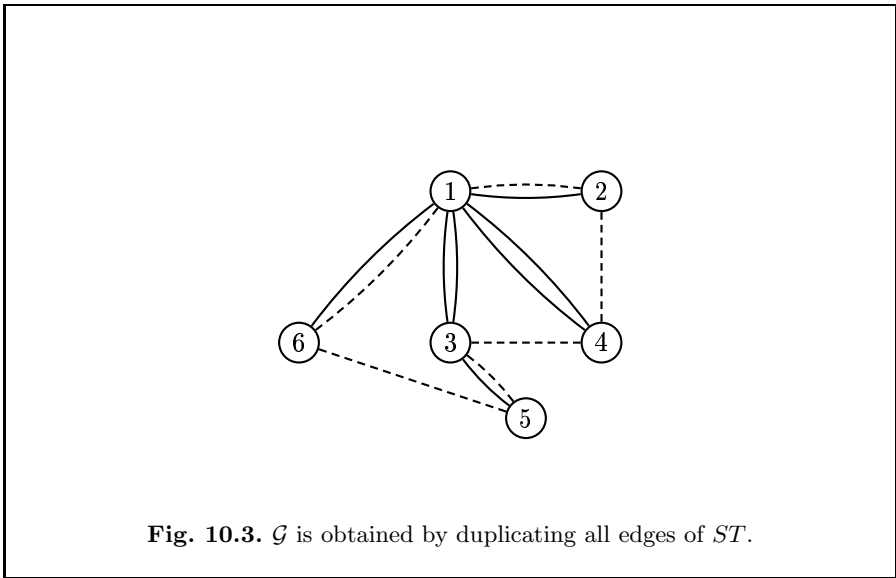 1 2
6 3 4
5
Fig. 10.3. 𝒢 is obtained by duplicating all edges of ST.